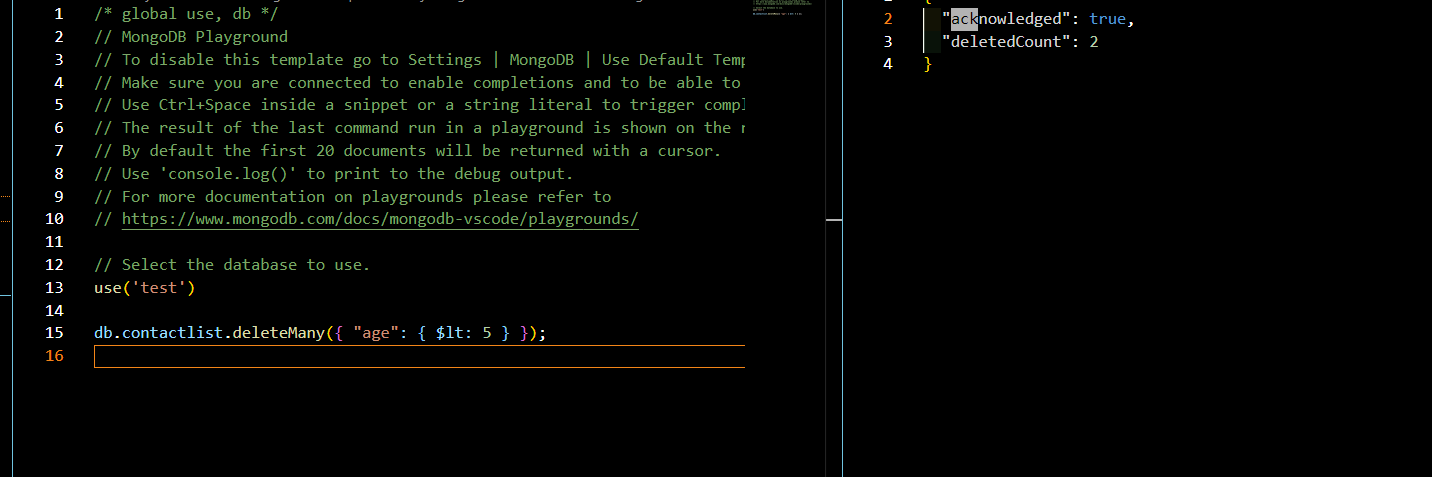 1 /* global use, db */
2 // MongoDB Playground
3 // To disable this template go to Settings | MongoDB | Use Default Temp
4 // Make sure you are connected to enable completions and to be able to
5 // Use Ctrl+Space inside a snippet or a string literal to trigger compl
6 // The result of the last command run in a playground is shown on the r
7 // By default the first 20 documents will be returned with a cursor.
8 // Use 'console.log()' to print to the debug output.
9 // For more documentation on playgrounds please refer to
10 // https://www.mongodb.com/docs/mongodb-vscode/playgrounds/
11
12 // Select the database to use.
13 use('test')
14
15 db.contactlist.deleteMany({ "age": { $lt: 5 } });
16
{
2 "acknowledged": true,
3 "deletedCount": 2
4 }